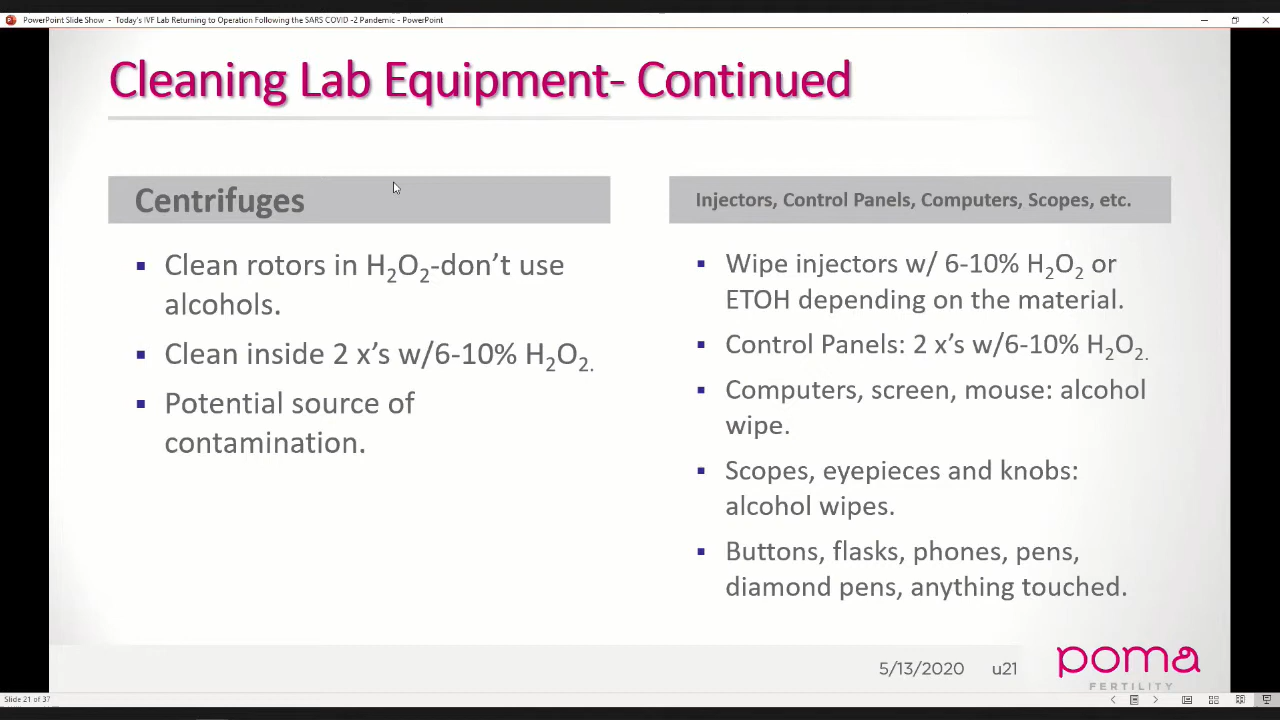 PowerPoint Slide Show - Today's IVF Lab Returning to Operation Following the SARS COVID -2 Pandemic - PowerPoint
Cleaning Lab Equipment- Continued
Centrifuges
Clean rotors in H₂O₂-don't use
alcohols.
Clean inside 2 x's w/6-10% H₂O₂.
Potential source of
contamination.
Injectors, Control Panels, Computers, Scopes, etc.
Wipe injectors w/ 6-10% H₂O₂ or
ETOH depending on the material.
Control Panels: 2 x's w/6-10% H₂O₂.
Computers, screen, mouse: alcohol
wipe.
Scopes, eyepieces and knobs:
alcohol wipes.
Buttons, flasks, phones, pens,
diamond pens, anything touched.
5/13/2020 u21
poma
FERTILITY
Slide 21 of 37